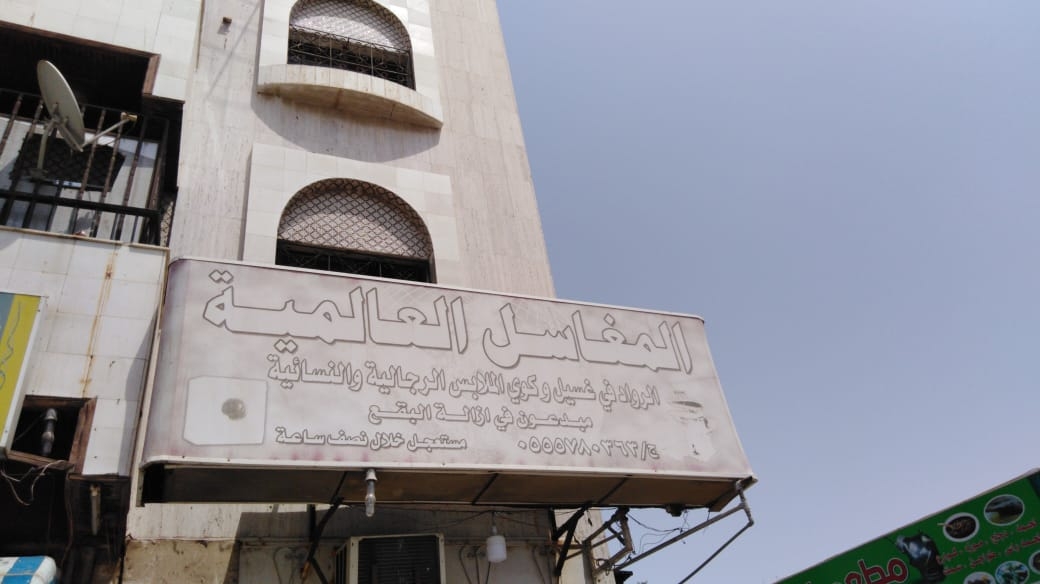 المغاسل العالمية
الرواد في غسيل وكوي الملابس الرجالية والنسائية
مبدعون في ازالة البقع
ج/٠٥٥٥٧٨٠٣٦٣ مستعجل خلال نصف ساعة